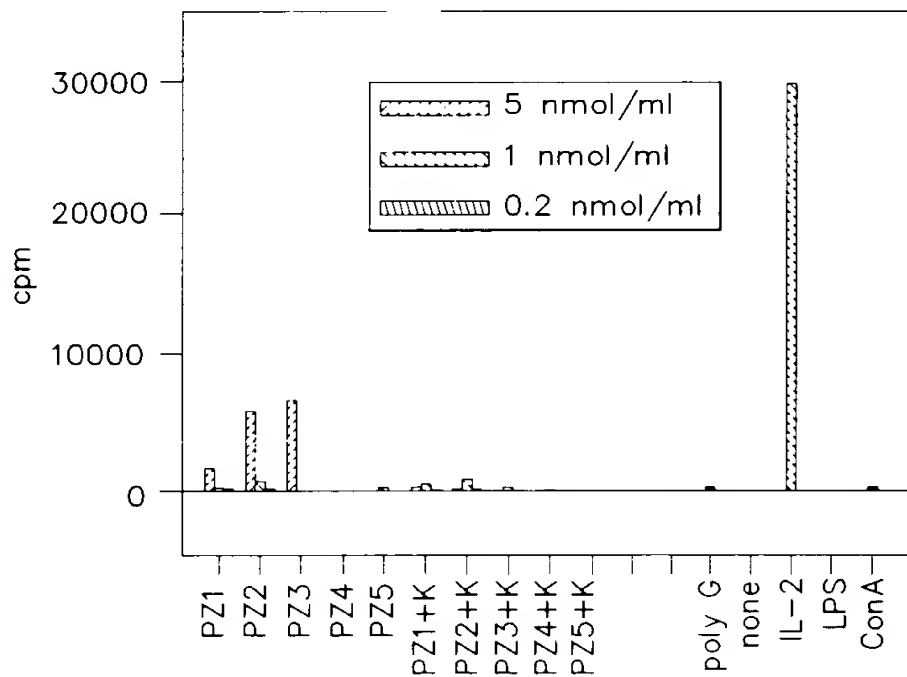 30000
20000
10000
0
cpm
5 nmol/ml
1 nmol/ml
0.2 nmol/ml
PZ1
PZ2
PZ3
PZ4
PZ5
PZ1+K
PZ2+K
PZ3+K
PZ4+K
PZ5+K
poly G
none
IL-2
LPS
ConA